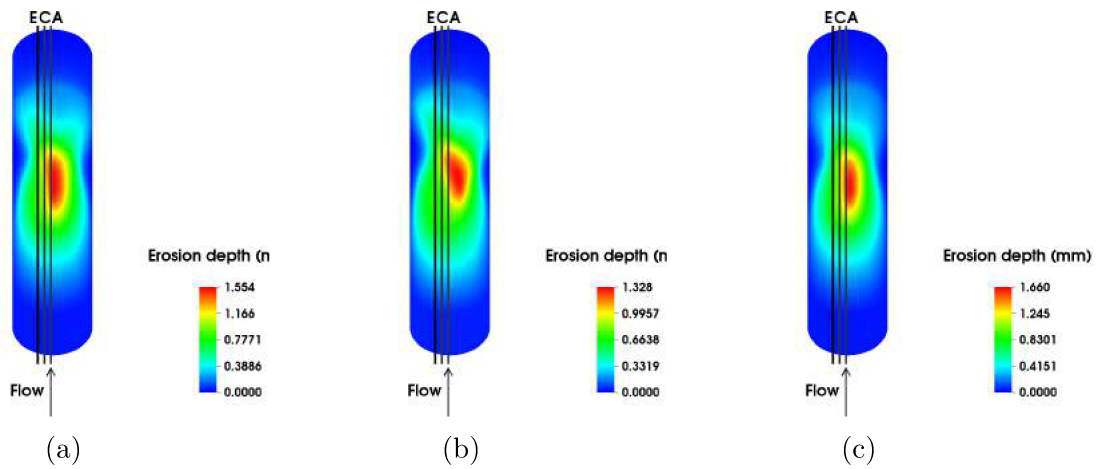 ECA
Erosion depth (n
1.554
1.166
0.7771
0.3886
0.0000
Flow
(a)
ECA
Erosion depth (n
1.328
0.9957
0.6638
0.3319
0.0000
Flow
(b)
ECA
Erosion depth (mm)
1.660
1.245
0.8301
0.4151
0.0000
Flow
(c)